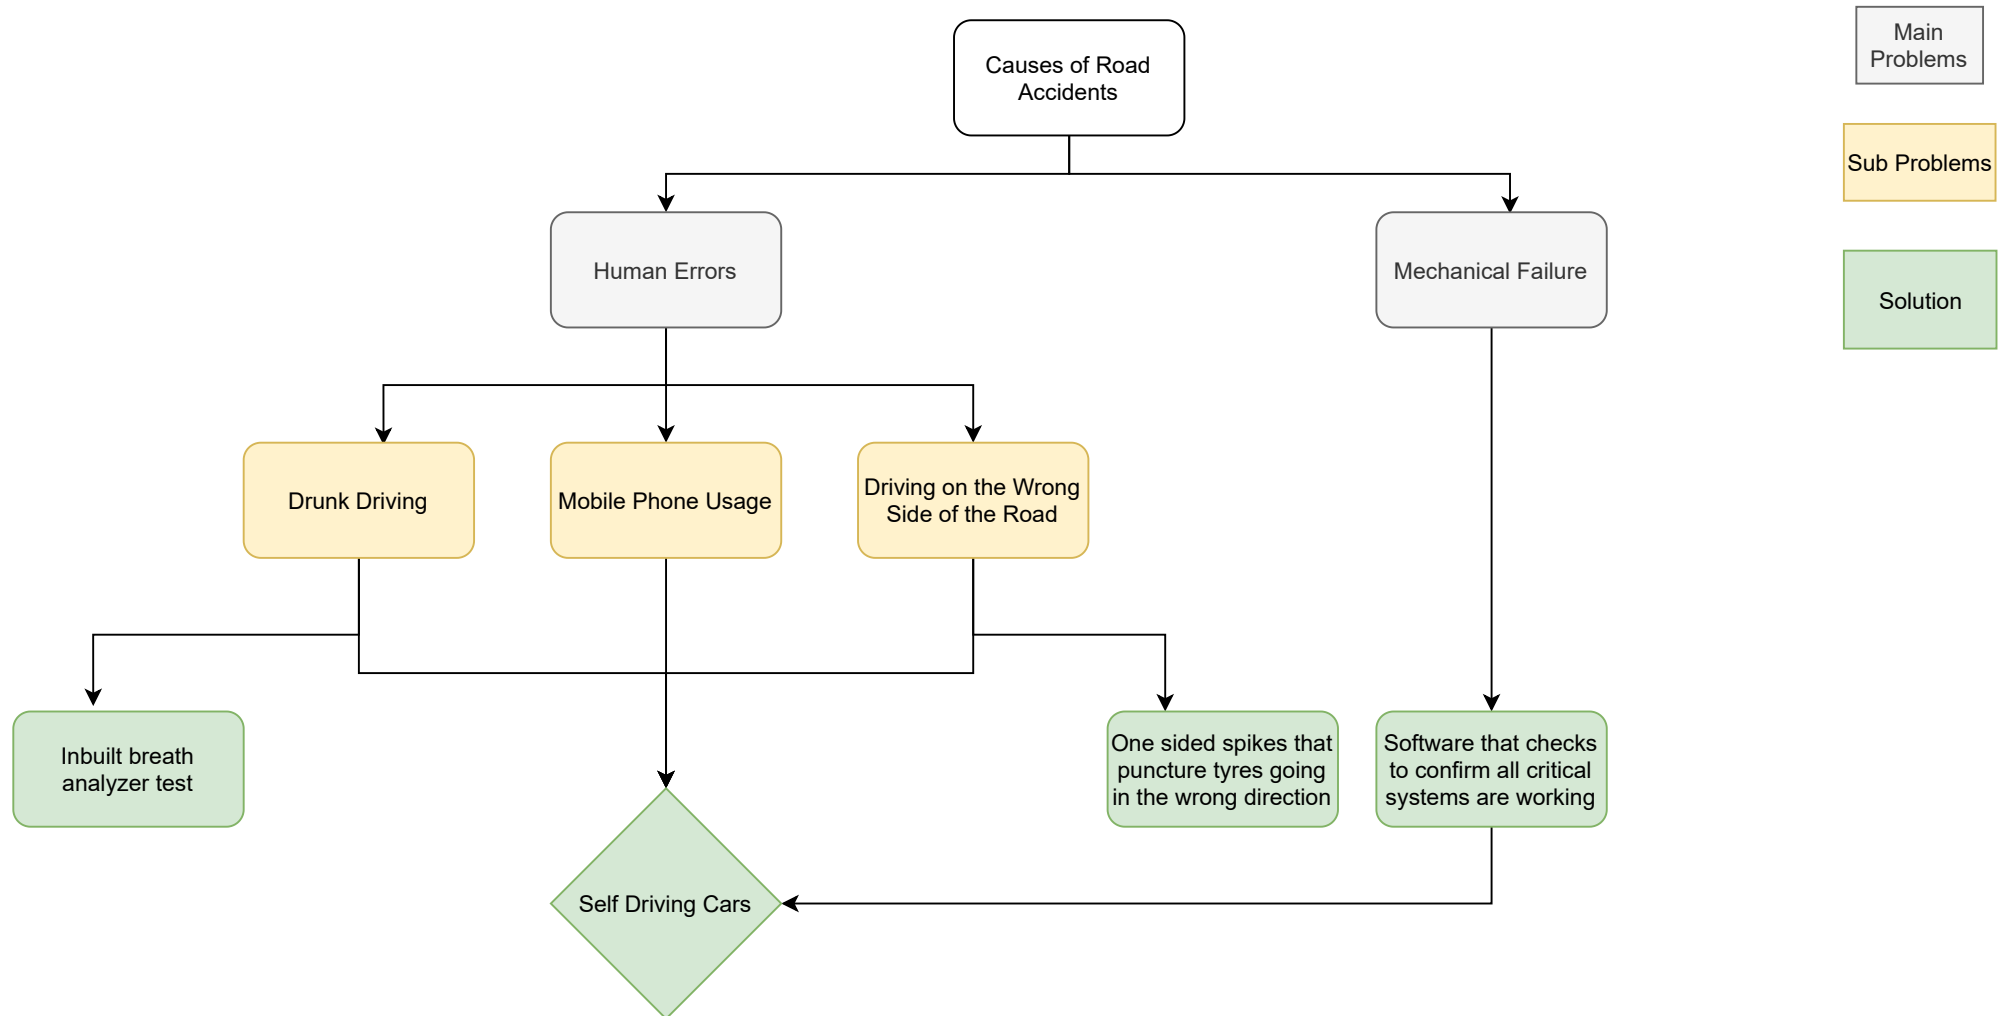 Causes of Road
Accidents
Main
Problems
Sub Problems
Solution
Human Errors
Mechanical Failure
Drunk Driving
Mobile Phone Usage
Driving on the Wrong
Side of the Road
Inbuilt breath
analyzer test
One sided spikes that
puncture tyres going
in the wrong direction
Software that checks
to confirm all critical
systems are working
Self Driving Cars